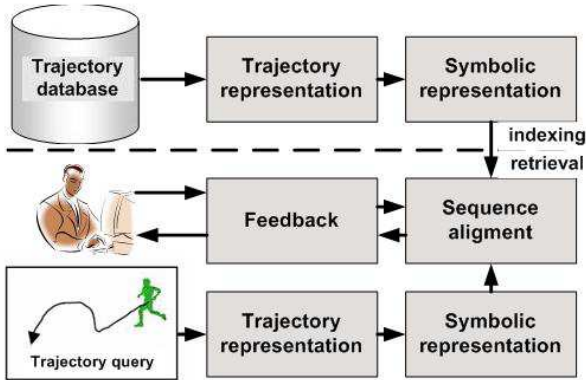 Trajectory
database
Trajectory
representation
Symbolic
representation
indexing
retrieval
Feedback
Sequence
aligment
Trajectory query
Trajectory
representation
Symbolic
representation